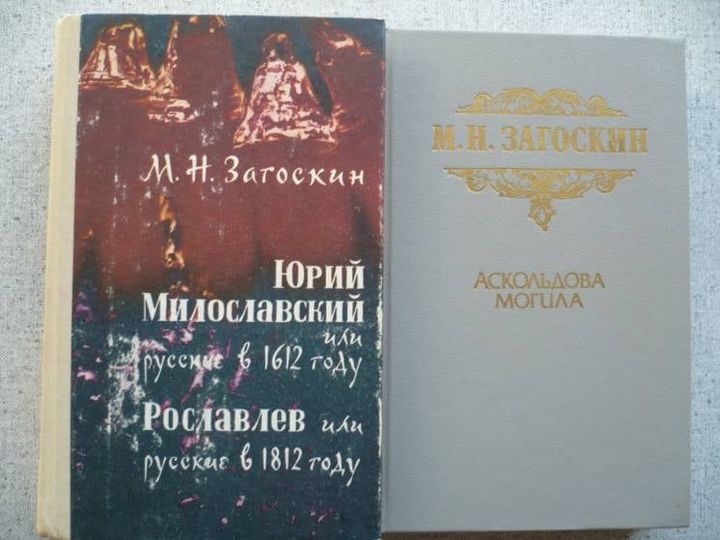 М. Н. Загоскин
Юрий
Милославский
или
русские в 1612 году
Рославлев или
русские в 1812 году
М. Н. ЗАГОСКИН
АСКОЛЬДОВА
МОГИЛА